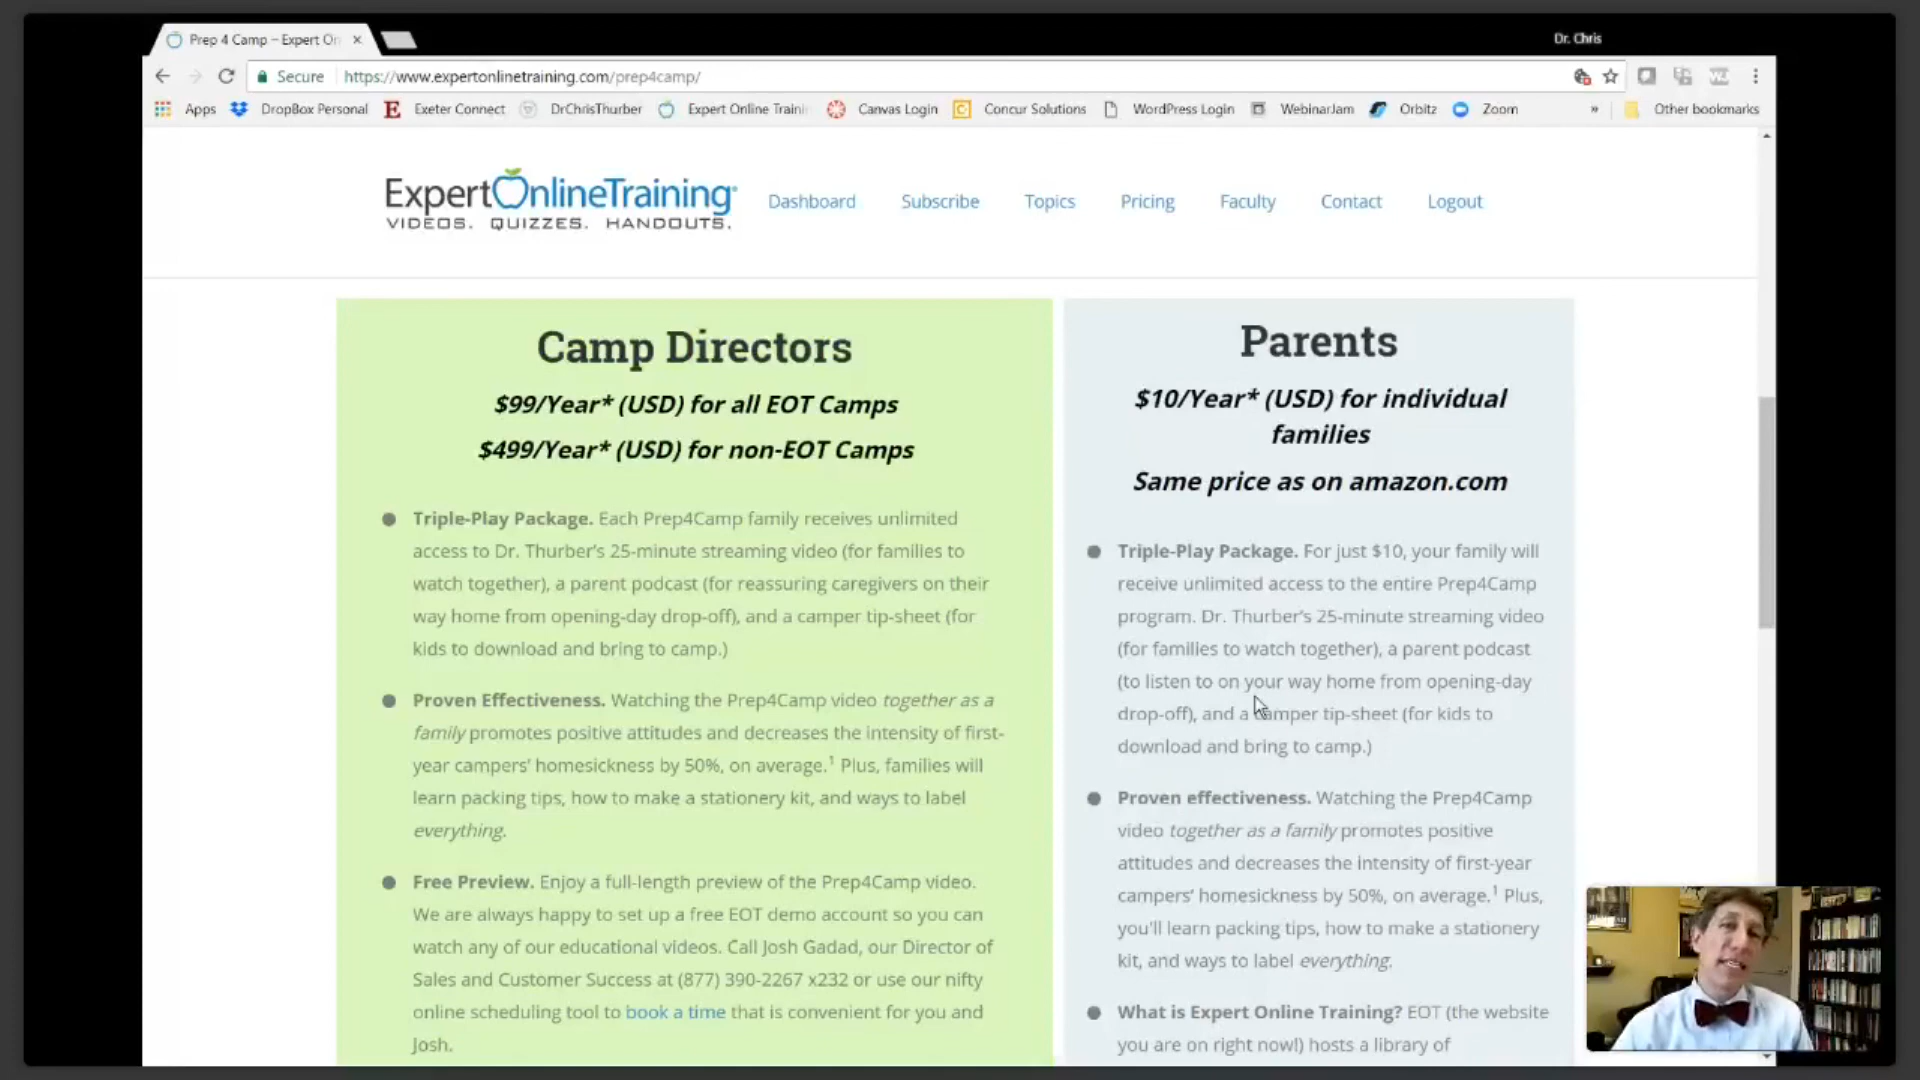 Prep 4 Camp – Expert On
Dr. Chris
Secure
https://www.expertonlinetraining.com/prep4camp/
Apps
DropBox Personal
Exeter Connect
DrChrisThurber
Expert Online Traini
Canvas Login
Concur Solutions
WordPress Login
WebinarJam
Orbitz
Zoom
»
Other bookmarks
ExpertOnlineTraining
VIDEOS. QUIZZES. HANDOUTS.
Dashboard
Subscribe
Topics
Pricing
Faculty
Contact
Logout
Camp Directors
$99/Year* (USD) for all EOT Camps
$499/Year* (USD) for non-EOT Camps
Triple-Play Package. Each Prep4Camp family receives unlimited
access to Dr. Thurber's 25-minute streaming video (for families to
watch together), a parent podcast (for reassuring caregivers on their
way home from opening-day drop-off), and a camper tip-sheet (for
kids to download and bring to camp.)
Proven Effectiveness. Watching the Prep4Camp video together as a
family promotes positive attitudes and decreases the intensity of first-
year campers' homesickness by 50%, on average.1 Plus, families will
learn packing tips, how to make a stationery kit, and ways to label
everything.
Free Preview. Enjoy a full-length preview of the Prep4Camp video.
We are always happy to set up a free EOT demo account so you can
watch any of our educational videos. Call Josh Gadad, our Director of
Sales and Customer Success at (877) 390-2267 x232 or use our nifty
online scheduling tool to book a time that is convenient for you and
Josh.
Parents
$10/Year* (USD) for individual
families
Same price as on amazon.com
Triple-Play Package. For just $10, your family will
receive unlimited access to the entire Prep4Camp
program. Dr. Thurber's 25-minute streaming video
(for families to watch together), a parent podcast
(to listen to on your way home from opening-day
drop-off), and a camper tip-sheet (for kids to
download and bring to camp.)
Proven effectiveness. Watching the Prep4Camp
video together as a family promotes positive
attitudes and decreases the intensity of first-year
campers' homesickness by 50%, on average.1 Plus,
you'll learn packing tips, how to make a stationery
kit, and ways to label everything.
What is Expert Online Training? EOT (the website
you are on right now!) hosts a library of